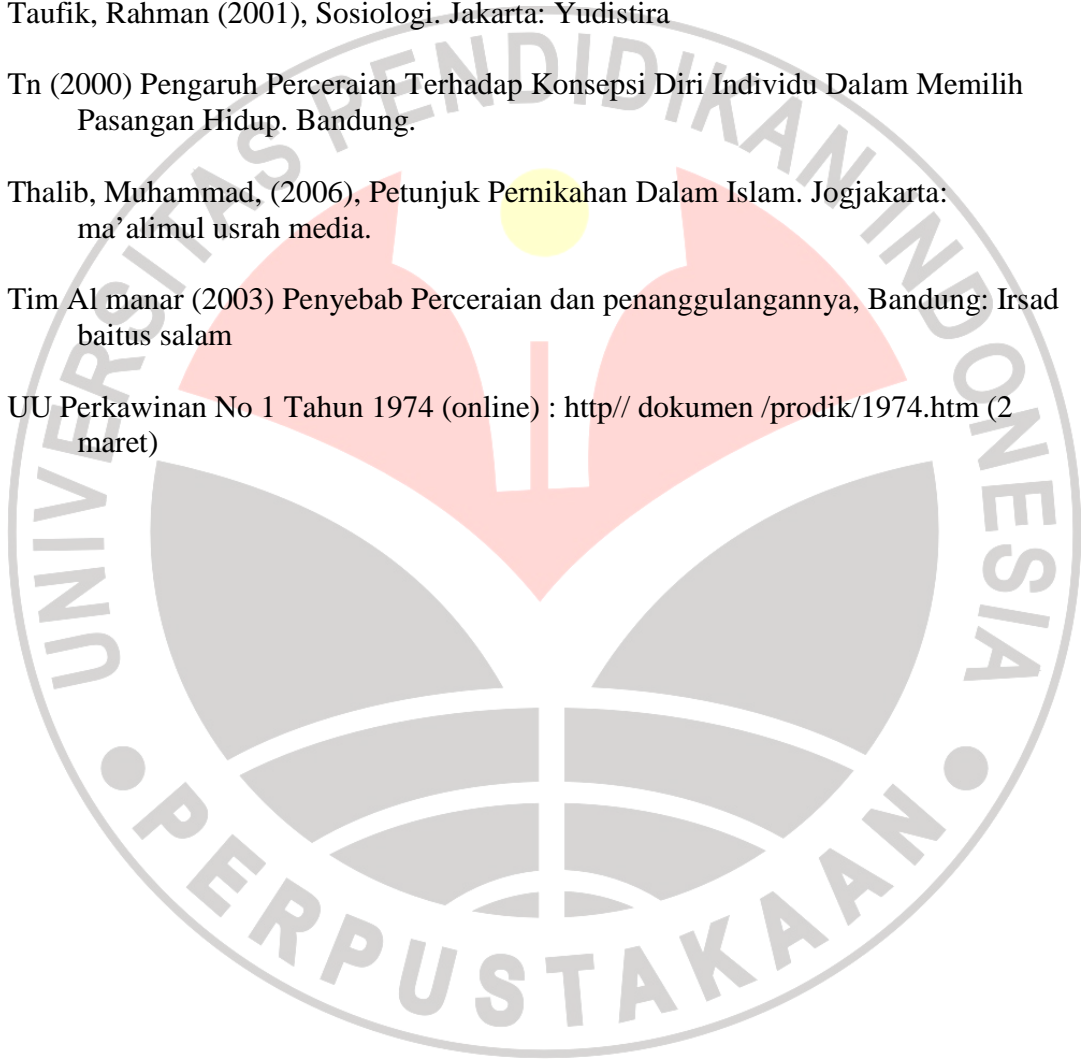 Taufik, Rahman (2001), Sosiologi. Jakarta: Yudistira
Tn (2000) Pengaruh Perceraian Terhadap Konsepsi Diri Individu Dalam Memilih
Pasangan Hidup. Bandung.
Thalib, Muhammad, (2006), Petunjuk Pernikahan Dalam Islam. Jogjakarta:
ma’alimul usrah media.
Tim Al manar (2003) Penyebab Perceraian dan penanggulangannya, Bandung: Irsad
baitus salam
UU Perkawinan No 1 Tahun 1974 (online) : http// dokumen /prodik/1974.htm (2
maret)
UNIVERSITAS PENDIDIKAN INDONESIA
PERPUSTAKAAN